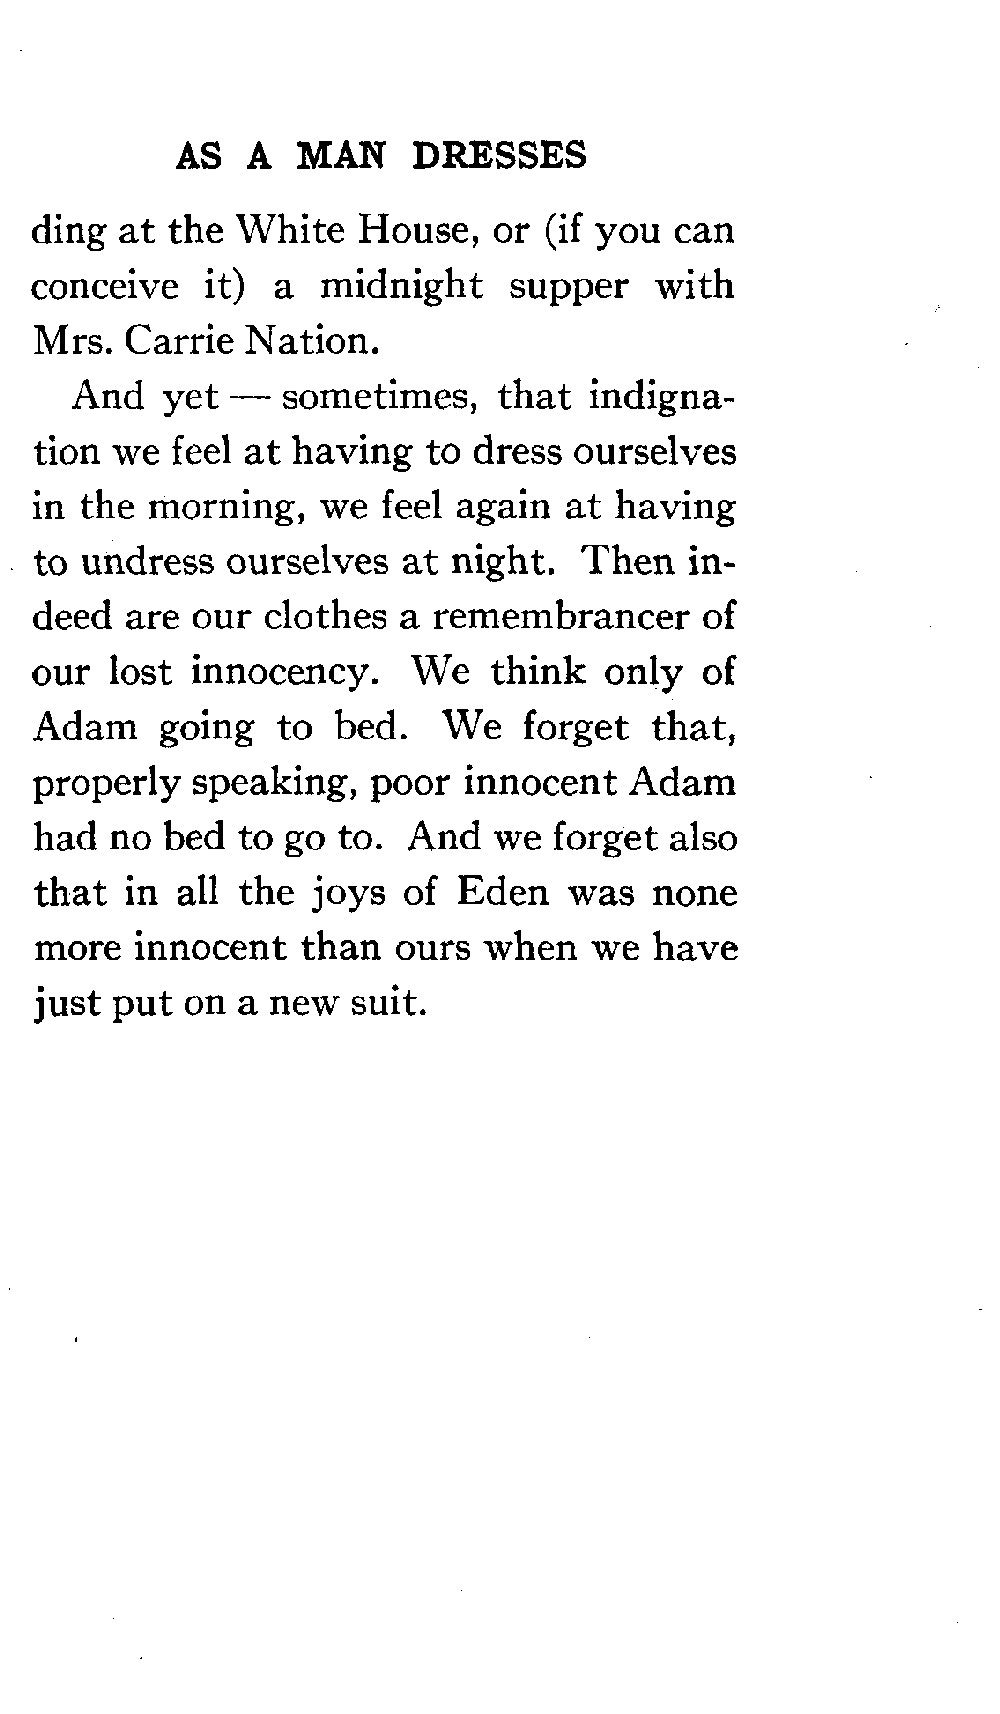 AS A MAN DRESSES
ding at the White House, or (if you can
conceive it) a midnight supper with
Mrs. Carrie Nation.
And yet — sometimes, that indigna-
tion we feel at having to dress ourselves
in the morning, we feel again at having
to undress ourselves at night. Then in-
deed are our clothes a remembrancer of
our lost innocency. We think only of
Adam going to bed. We forget that,
properly speaking, poor innocent Adam
had no bed to go to. And we forget also
that in all the joys of Eden was none
more innocent than ours when we have
just put on a new suit.